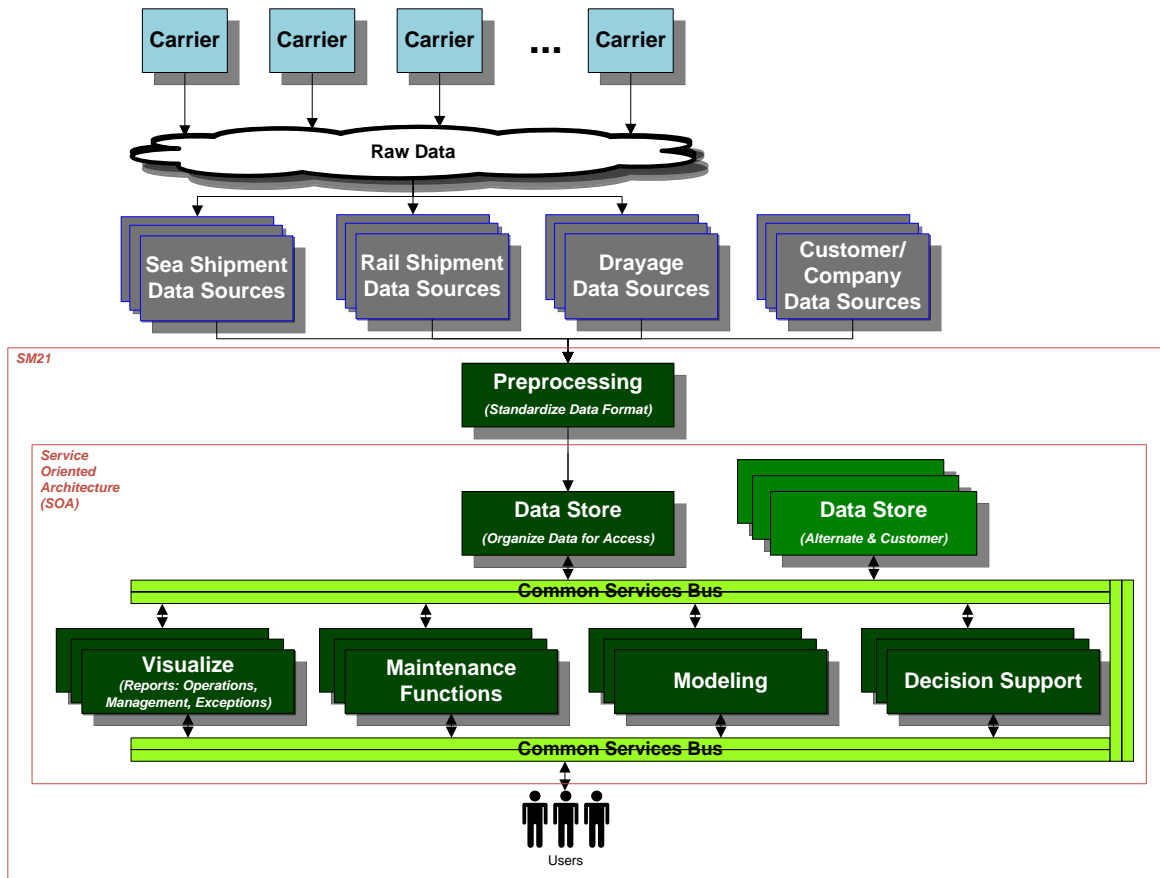 Carrier
Carrier
Carrier
...
Carrier
Raw Data
Sea Shipment
Data Sources
Rail Shipment
Data Sources
Drayage
Data Sources
Customer/
Company
Data Sources
SM21
Preprocessing
(Standardize Data Format)
Service
Oriented
Architecture
(SOA)
Data Store
(Organize Data for Access)
Data Store
(Alternate & Customer)
Common Services Bus
Visualize
(Reports: Operations,
Management, Exceptions)
Maintenance
Functions
Modeling
Decision Support
Common Services Bus
Users